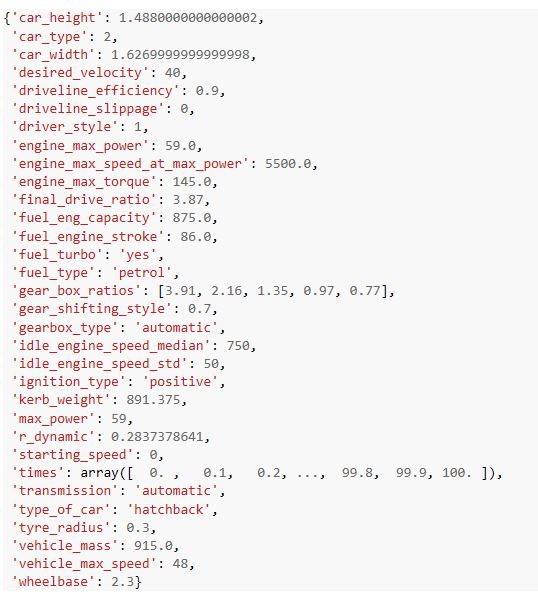 {'car_height': 1.4880000000000002,
'car_type': 2,
'car_width': 1.6269999999999998,
'desired_velocity': 40,
'driveline_efficiency': 0.9,
'driveline_slippage': 0,
'driver_style': 1,
'engine_max_power': 59.0,
'engine_max_speed_at_max_power': 5500.0,
'engine_max_torque': 145.0,
'final_drive_ratio': 3.87,
'fuel_eng_capacity': 875.0,
'fuel_engine_stroke': 86.0,
'fuel_turbo': 'yes',
'fuel_type': 'petrol',
'gear_box_ratios': [3.91, 2.16, 1.35, 0.97, 0.77],
'gear_shifting_style': 0.7,
'gearbox_type': 'automatic',
'idle_engine_speed_median': 750,
'idle_engine_speed_std': 50,
'ignition_type': 'positive',
'kerb_weight': 891.375,
'max_power': 59,
'r_dynamic': 0.2837378641,
'starting_speed': 0,
'times': array([  0. ,   0.1,   0.2, ...,  99.8,  99.9, 100. ]),
'transmission': 'automatic',
'type_of_car': 'hatchback',
'tyre_radius': 0.3,
'vehicle_mass': 915.0,
'vehicle_max_speed': 48,
'wheelbase': 2.3}